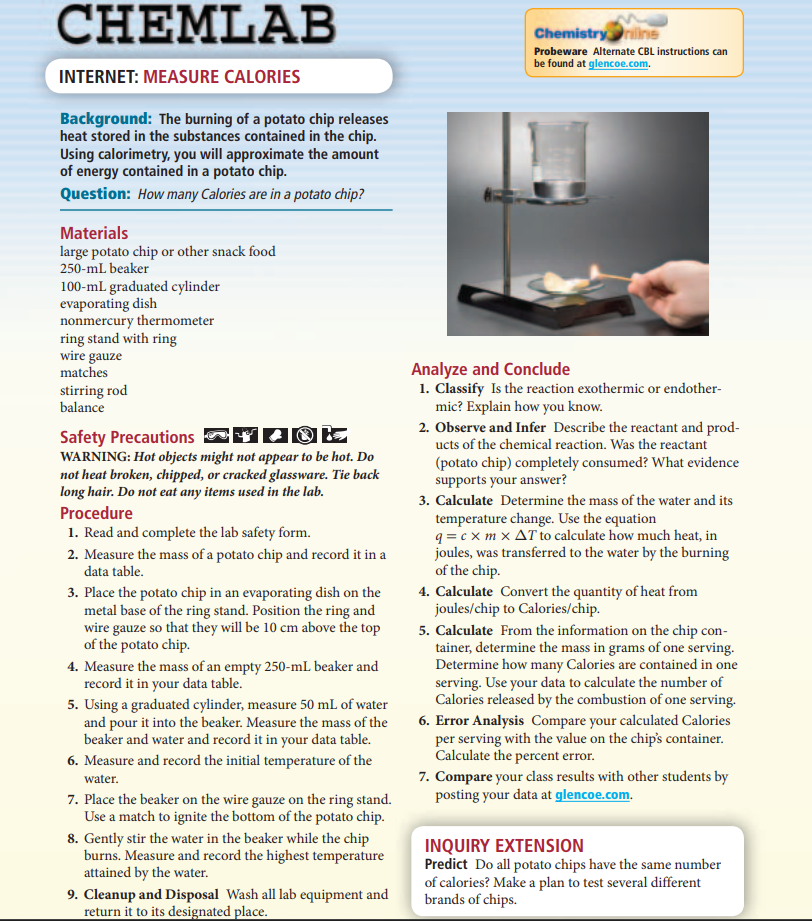 CHEMLAB
Chemistry Online
Probeware Alternate CBL instructions can
be found at glencoe.com.
INTERNET: MEASURE CALORIES
Background: The burning of a potato chip releases
heat stored in the substances contained in the chip.
Using calorimetry, you will approximate the amount
of energy contained in a potato chip.
Question: How many Calories are in a potato chip?
Materials
large potato chip or other snack food
250-mL beaker
100-mL graduated cylinder
evaporating dish
nonmercury thermometer
ring stand with ring
wire gauze
matches
stirring rod
balance
Safety Precautions
WARNING: Hot objects might not appear to be hot. Do
not heat broken, chipped, or cracked glassware. Tie back
long hair. Do not eat any items used in the lab.
Procedure
1. Read and complete the lab safety form.
2. Measure the mass of a potato chip and record it in a
data table.
3. Place the potato chip in an evaporating dish on the
metal base of the ring stand. Position the ring and
wire gauze so that they will be 10 cm above the top
of the potato chip.
4. Measure the mass of an empty 250-mL beaker and
record it in your data table.
5. Using a graduated cylinder, measure 50 mL of water
and pour it into the beaker. Measure the mass of the
beaker and water and record it in your data table.
6. Measure and record the initial temperature of the
water.
7. Place the beaker on the wire gauze on the ring stand.
Use a match to ignite the bottom of the potato chip.
8. Gently stir the water in the beaker while the chip
burns. Measure and record the highest temperature
attained by the water.
9. Cleanup and Disposal Wash all lab equipment and
return it to its designated place.
Analyze and Conclude
1. Classify Is the reaction exothermic or endother-
mic? Explain how you know.
2. Observe and Infer Describe the reactant and prod-
ucts of the chemical reaction. Was the reactant
(potato chip) completely consumed? What evidence
supports your answer?
3. Calculate Determine the mass of the water and its
temperature change. Use the equation
q = c × m × ΔT to calculate how much heat, in
joules, was transferred to the water by the burning
of the chip.
4. Calculate Convert the quantity of heat from
joules/chip to Calories/chip.
5. Calculate From the information on the chip con-
tainer, determine the mass in grams of one serving.
Determine how many Calories are contained in one
serving. Use your data to calculate the number of
Calories released by the combustion of one serving.
6. Error Analysis Compare your calculated Calories
per serving with the value on the chip's container.
Calculate the percent error.
7. Compare your class results with other students by
posting your data at glencoe.com.
INQUIRY EXTENSION
Predict Do all potato chips have the same number
of calories? Make a plan to test several different
brands of chips.